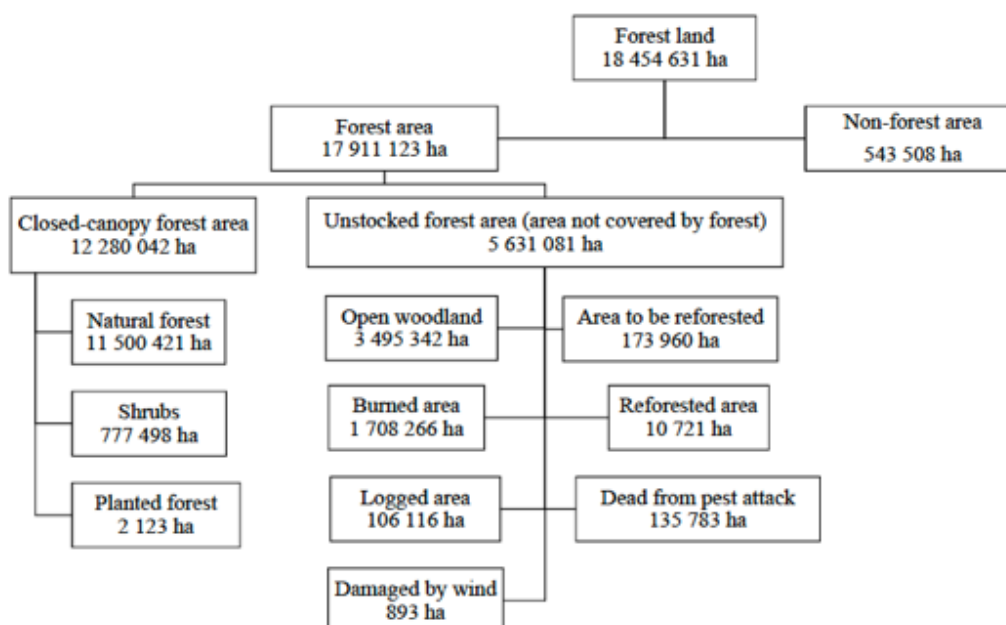 Forest land
18 454 631 ha
Forest area
17 911 123 ha
Non-forest area
543 508 ha
Closed-canopy forest area
12 280 042 ha
Unstocked forest area (area not covered by forest)
5 631 081 ha
Natural forest
11 500 421 ha
Open woodland
3 495 342 ha
Area to be reforested
173 960 ha
Shrubs
777 498 ha
Burned area
1 708 266 ha
Reforested area
10 721 ha
Planted forest
2 123 ha
Logged area
106 116 ha
Dead from pest attack
135 783 ha
Damaged by wind
893 ha